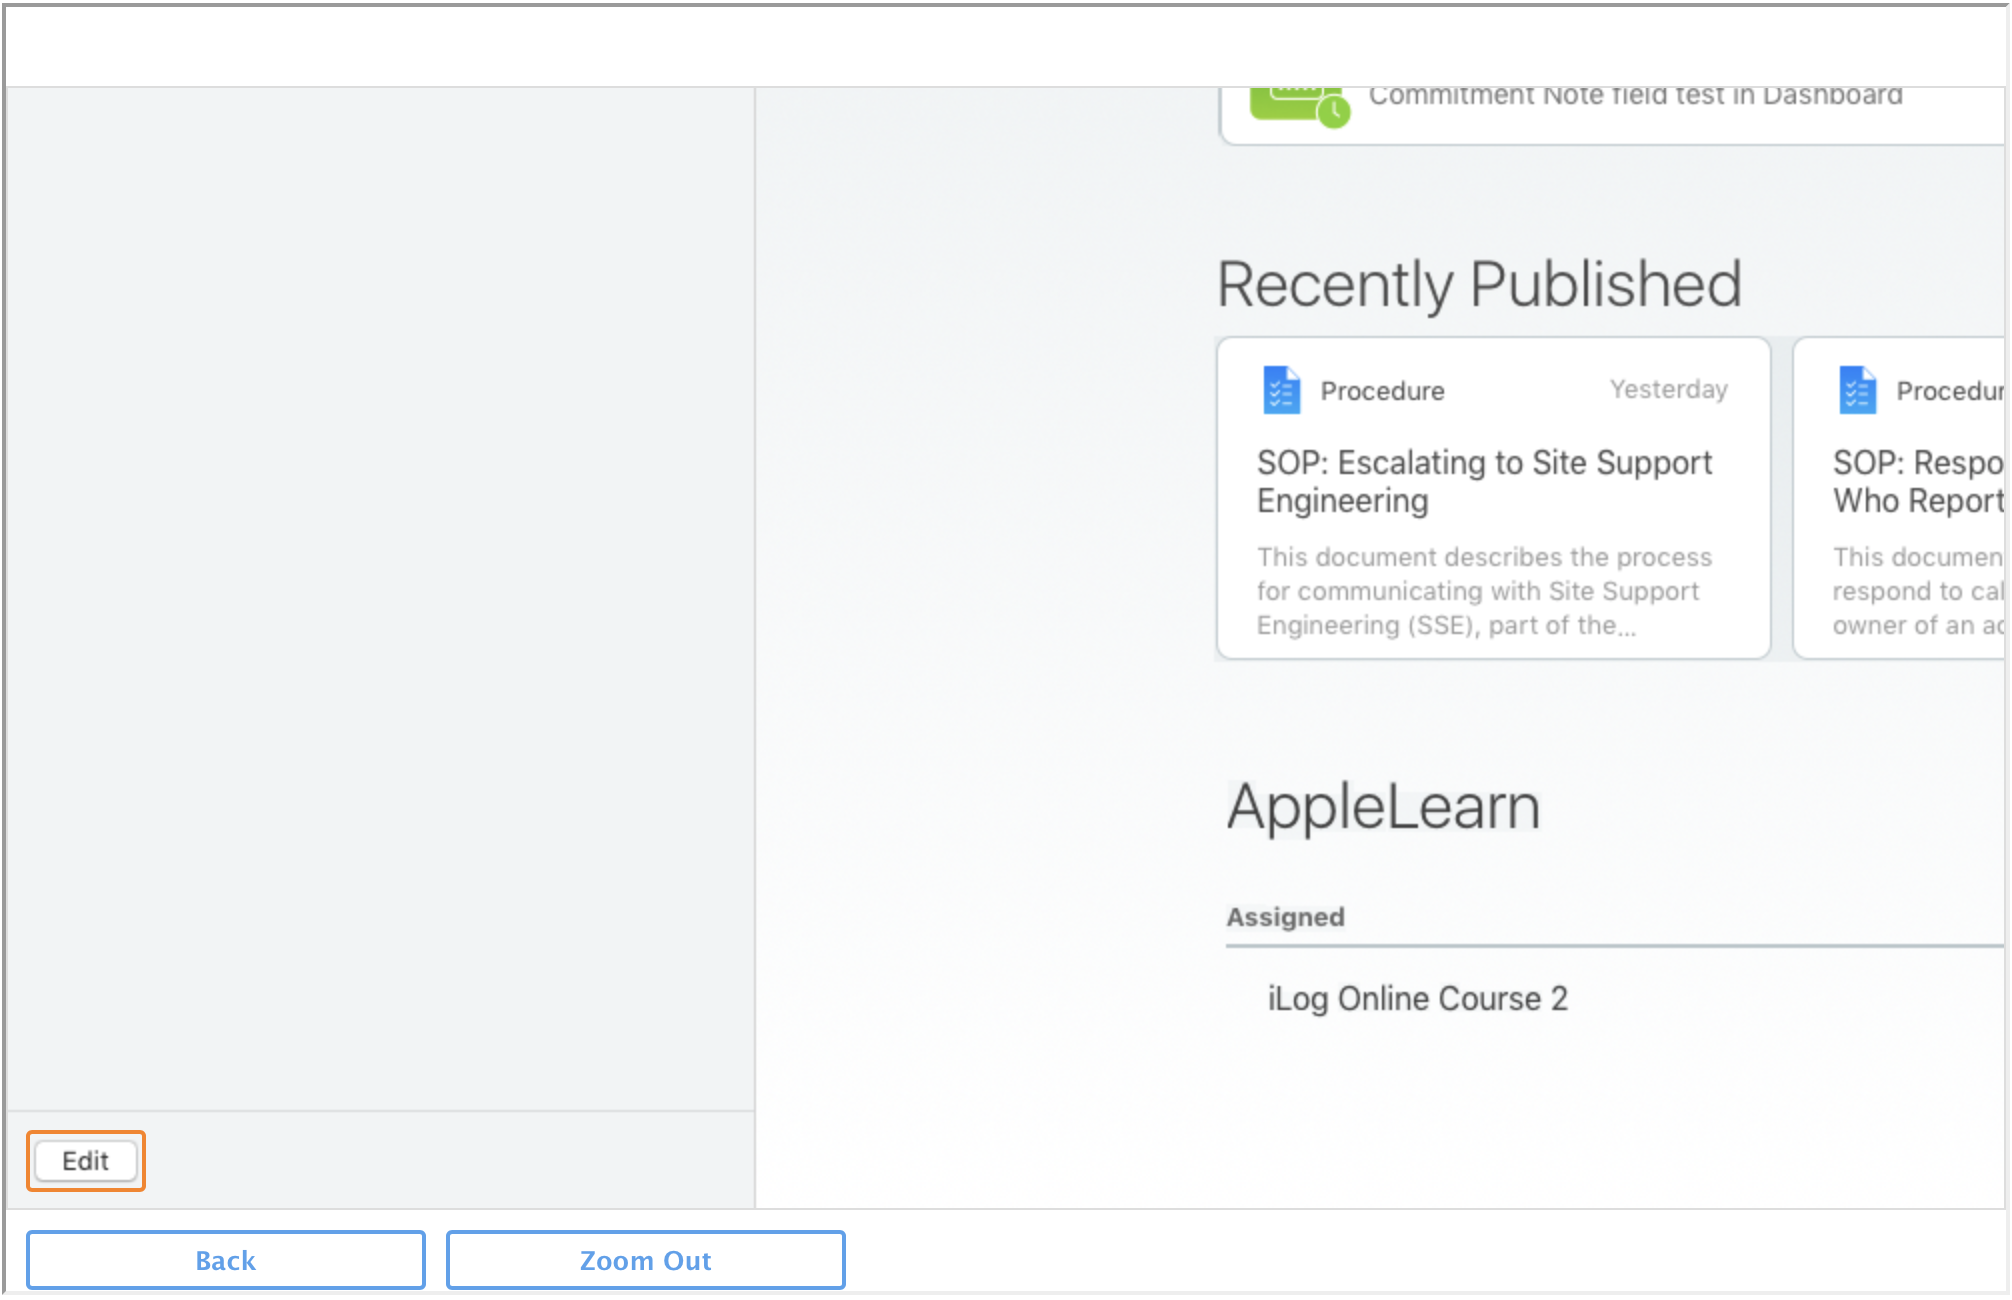 Commitment Note field test in Dashboard
Recently Published
Procedure
Yesterday
SOP: Escalating to Site Support
Engineering
This document describes the process
for communicating with Site Support
Engineering (SSE), part of the...
Procedur
SOP: Respo
Who Report
This documen
respond to cal
owner of an ac
AppleLearn
Assigned
iLog Online Course 2
Edit
Back
Zoom Out